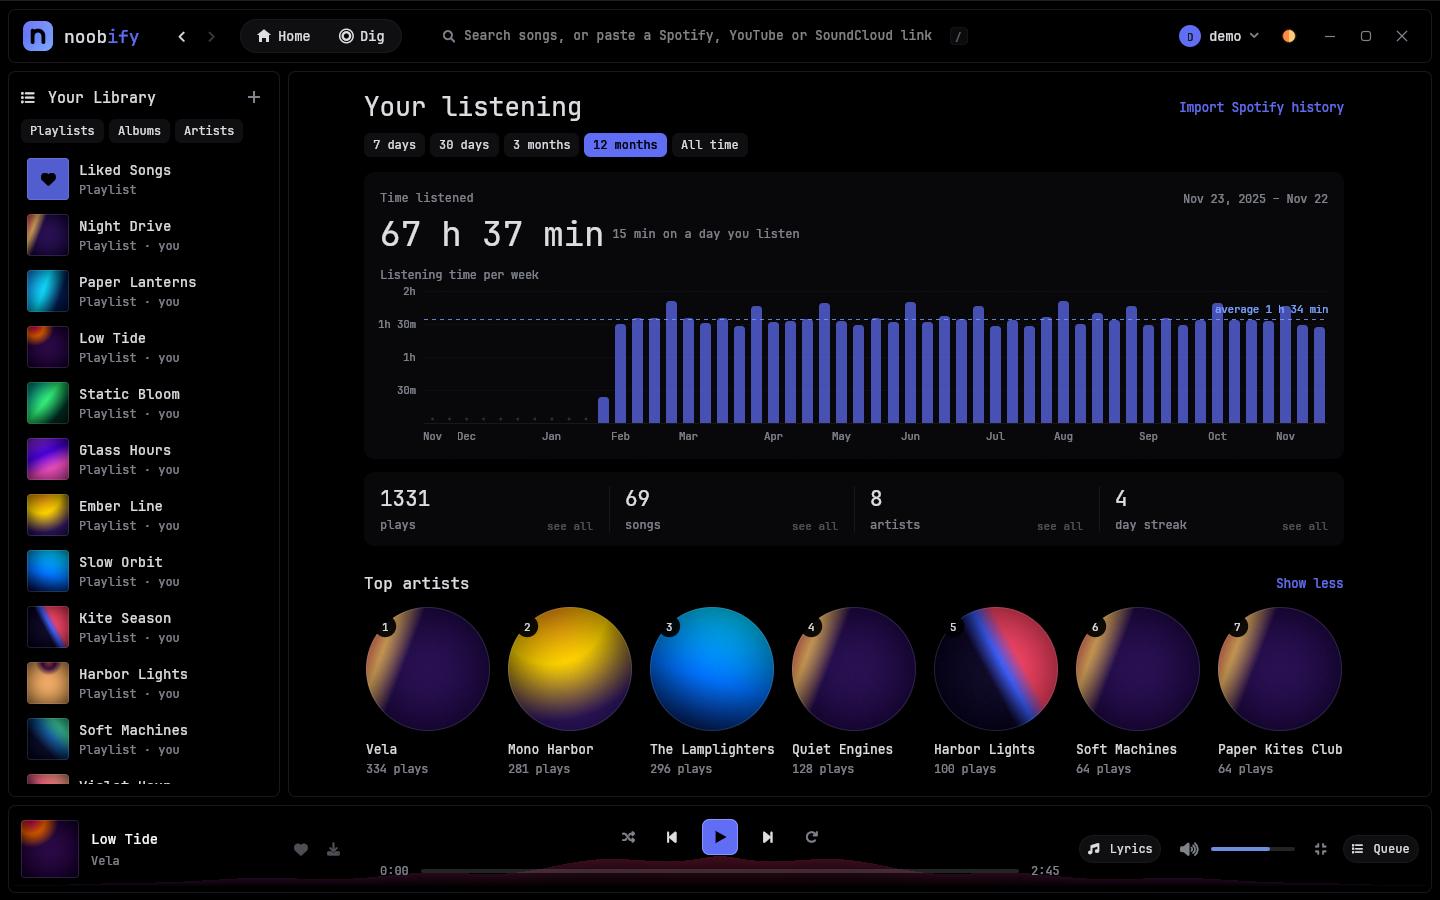 noobify
Home
Dig
Search songs, or paste a Spotify, YouTube or SoundCloud link
/
D
demo
Your Library
Playlists
Albums
Artists
Liked Songs
Playlist
Night Drive
Playlist · you
Paper Lanterns
Playlist · you
Low Tide
Playlist · you
Static Bloom
Playlist · you
Glass Hours
Playlist · you
Ember Line
Playlist · you
Slow Orbit
Playlist · you
Kite Season
Playlist · you
Harbor Lights
Playlist · you
Soft Machines
Playlist · you
Your listening
Import Spotify history
7 days
30 days
3 months
12 months
All time
Time listened
Nov 23, 2025 – Nov 22
67 h 37 min
15 min on a day you listen
Listening time per week
2h
average 1 h 34 min
1h 30m
1h
30m
Nov Dec Jan Feb Mar Apr May Jun Jul Aug Sep Oct Nov
1331
plays
see all
69
songs
see all
8
artists
see all
4
day streak
see all
Top artists
Show less
1
Vela
334 plays
2
Mono Harbor
281 plays
3
The Lamplighters
296 plays
4
Quiet Engines
128 plays
5
Harbor Lights
100 plays
6
Soft Machines
64 plays
7
Paper Kites Club
64 plays
Low Tide
Vela
0:00
2:45
Lyrics
Queue